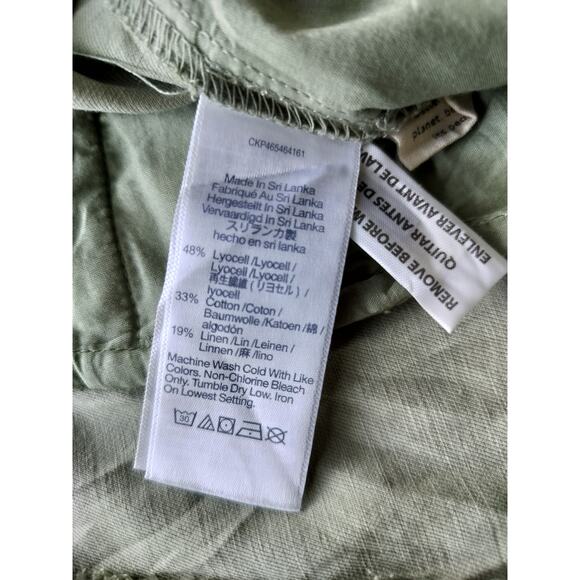 CKP465464161
Made In Sri Lanka
Fabriqué Au Sri Lanka
Hergestellt In Sri Lanka
Vervaardigd In Sri Lanka
スリランカ製
hecho en sri lanka
48% Lyocell /Lyocell /
Lyocell /Lyocell /
再生繊維 (リヨセル) /
lyocell
33% Cotton /Coton /
Baumwolle /Katoen /綿 /
algodón
19% Linen /Lin /Leinen /
Linnen /麻 /lino
Machine Wash Cold With Like
Colors. Non-Chlorine Bleach
Only. Tumble Dry Low. Iron
On Lowest Setting.
30
REMOVE BEFORE
QUITAR ANTES DE
ENLEVER AVANT DE
planet.